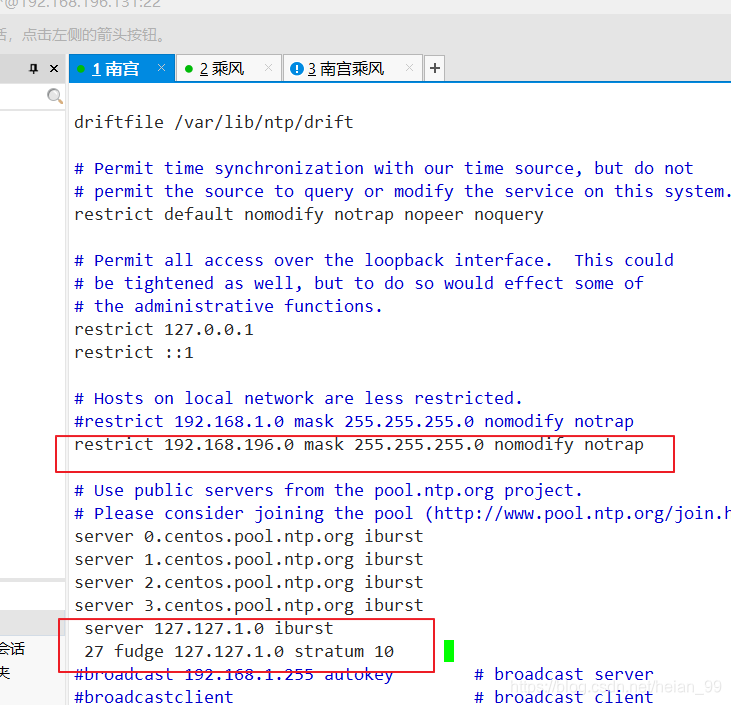 @192.168.196.131:22
点击左侧的箭头按钮。
1 南宫
2 乘风
3 南宫乘风
driftfile /var/lib/ntp/drift
# Permit time synchronization with our time source, but do not
# permit the source to query or modify the service on this system.
restrict default nomodify notrap nopeer noquery
# Permit all access over the loopback interface.  This could
# be tightened as well, but to do so would effect some of
# the administrative functions.
restrict 127.0.0.1
restrict ::1
# Hosts on local network are less restricted.
#restrict 192.168.1.0 mask 255.255.255.0 nomodify notrap
restrict 192.168.196.0 mask 255.255.255.0 nomodify notrap
# Use public servers from the pool.ntp.org project.
# Please consider joining the pool (http://www.pool.ntp.org/join.h
server 0.centos.pool.ntp.org iburst
server 1.centos.pool.ntp.org iburst
server 2.centos.pool.ntp.org iburst
server 3.centos.pool.ntp.org iburst
server 127.127.1.0 iburst
27 fudge 127.127.1.0 stratum 10
会话
#broadcast 192.168.1.255 autokey # broadcast server
夹
#broadcastclient # broadcast client
https://blog.csdn.net/heian_99